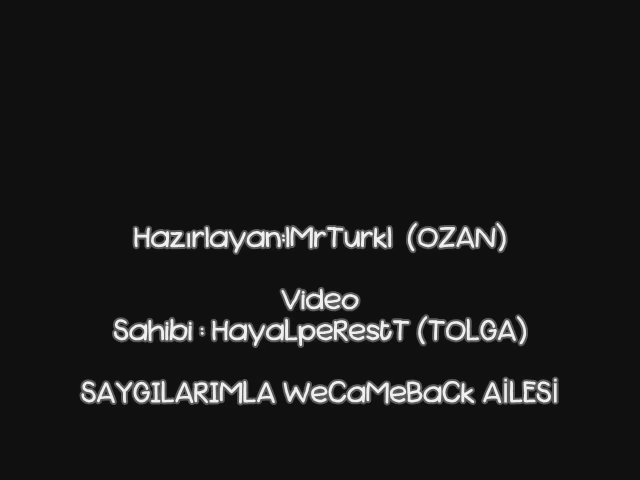 Hazırlayan:lMrTurkl (OZAN)
Video
Sahibi : HayaLpeRestT (TOLGA)
SAYGILARIMLA WeCaMeBaCk AİLESİ